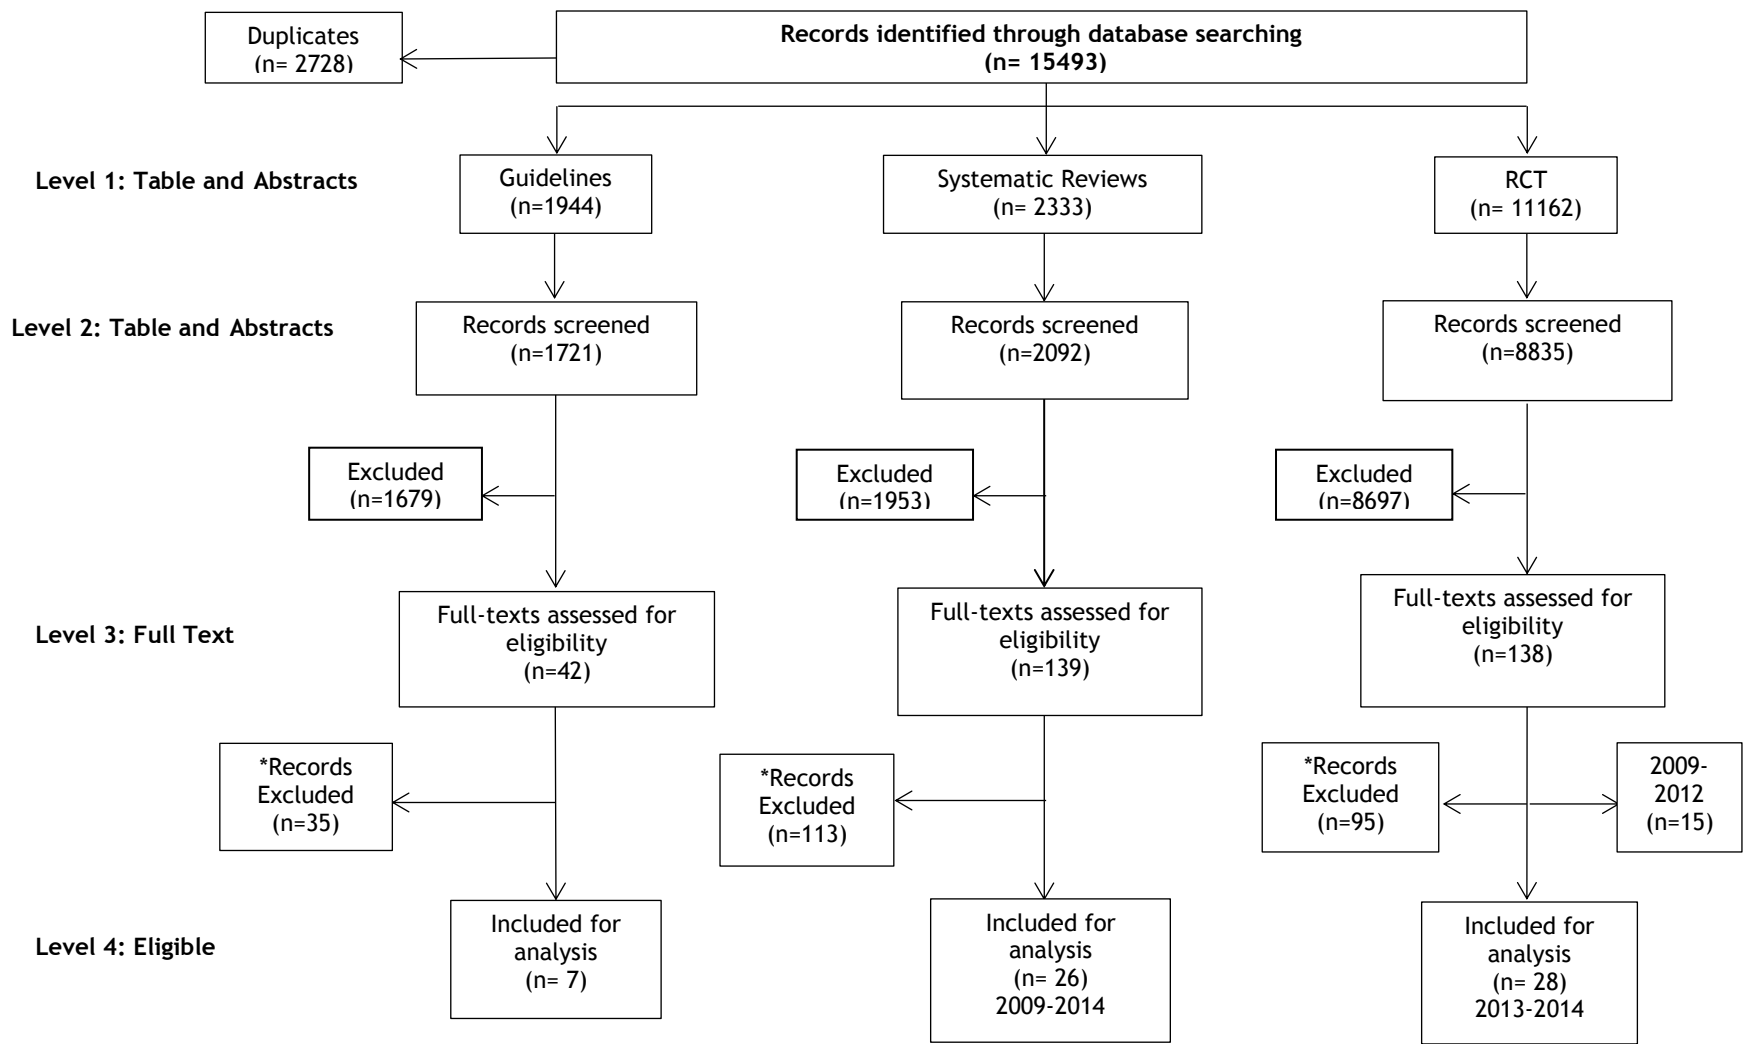 Duplicates
(n= 2728)
Records identified through database searching
(n= 15493)
Level 1: Table and Abstracts
Guidelines
(n=1944)
Systematic Reviews
(n= 2333)
RCT
(n= 11162)
Level 2: Table and Abstracts
Records screened
(n=1721)
Records screened
(n=2092)
Records screened
(n=8835)
Excluded
(n=1679)
Excluded
(n=1953)
Excluded
(n=8697)
Level 3: Full Text
Full-texts assessed for
eligibility
(n=42)
Full-texts assessed for
eligibility
(n=139)
Full-texts assessed for
eligibility
(n=138)
*Records
Excluded
(n=35)
*Records
Excluded
(n=113)
*Records
Excluded
(n=95)
2009-
2012
(n=15)
Level 4: Eligible
Included for
analysis
(n= 7)
Included for
analysis
(n= 26)
2009-2014
Included for
analysis
(n= 28)
2013-2014